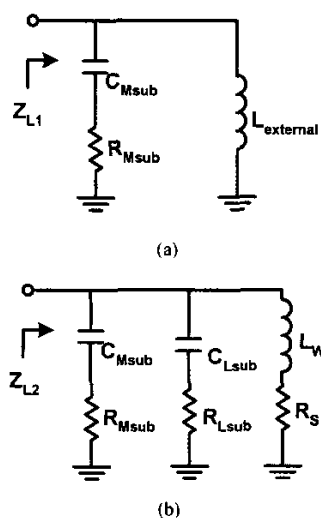 C_Msub
Z_L1
R_Msub
L_external
(a)
C_Msub
C_Lsub
L_W
Z_L2
R_Msub
R_Lsub
R_S
(b)